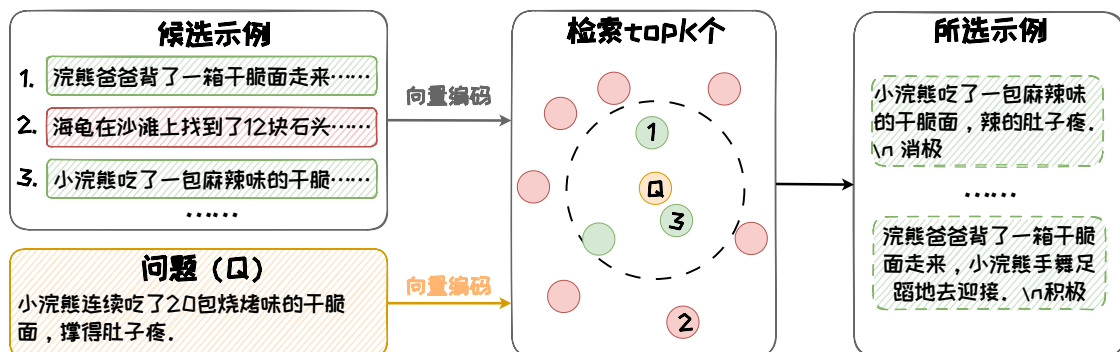 候选示例
1. 浣熊爸爸背了一箱干脆面走来……
2. 海龟在沙滩上找到了12块石头……
3. 小浣熊吃了一包麻辣味的干脆……
……
问题（Q）
小浣熊连续吃了20包烧烤味的干脆
面，撑得肚子疼.
向量编码
向量编码
检索topK个
1
Q
3
2
所选示例
小浣熊吃了一包麻辣味
的干脆面，辣的肚子疼.
\n 消极
……
浣熊爸爸背了一箱干脆
面走来，小浣熊手舞足
蹈地去迎接. \n积极